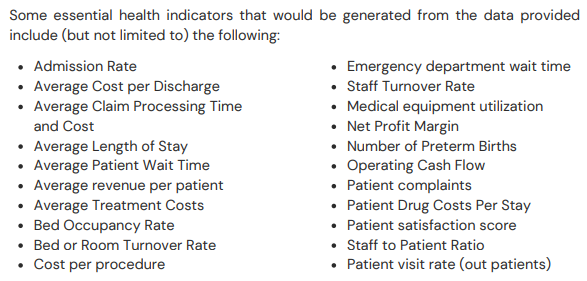 Some essential health indicators that would be generated from the data provided
include (but not limited to) the following:
• Admission Rate
• Average Cost per Discharge
• Average Claim Processing Time
and Cost
• Average Length of Stay
• Average Patient Wait Time
• Average revenue per patient
• Average Treatment Costs
• Bed Occupancy Rate
• Bed or Room Turnover Rate
• Cost per procedure
• Emergency department wait time
• Staff Turnover Rate
• Medical equipment utilization
• Net Profit Margin
• Number of Preterm Births
• Operating Cash Flow
• Patient complaints
• Patient Drug Costs Per Stay
• Patient satisfaction score
• Staff to Patient Ratio
• Patient visit rate (out patients)